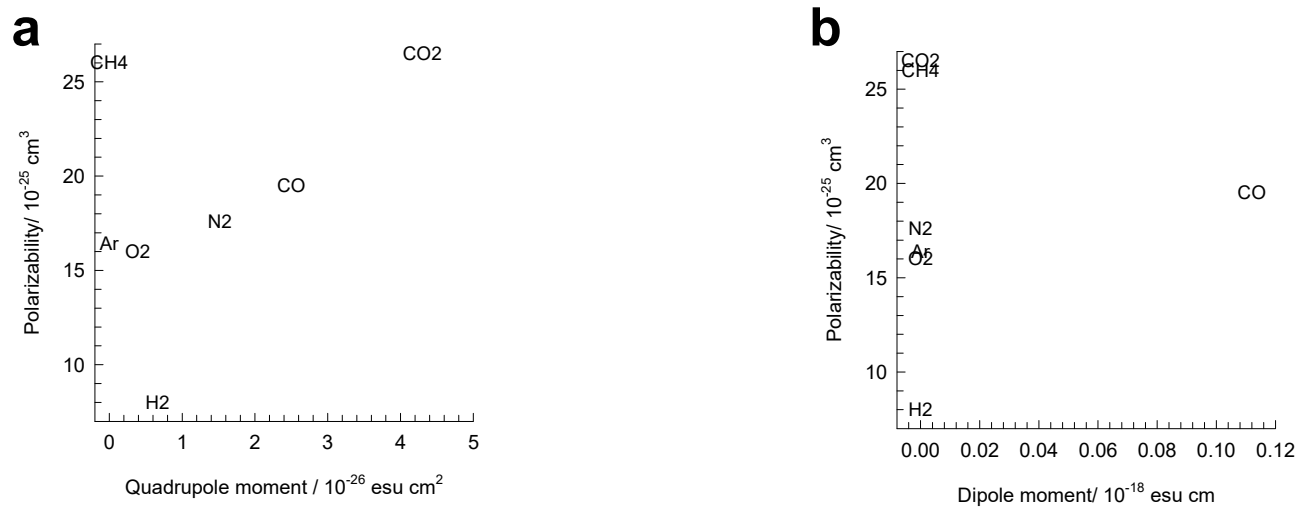 a
CH4
CO2
25
20
CO
N2
Ar
O2
15
10
H2
0 1 2 3 4 5
Polarizability/ 10-25 cm3
Quadrupole moment / 10-26 esu cm2
b
CO2
CH4
25
20
CO
N2
Ar
O2
15
10
H2
0.00 0.02 0.04 0.06 0.08 0.10 0.12
Polarizability/ 10-25 cm3
Dipole moment/ 10-18 esu cm